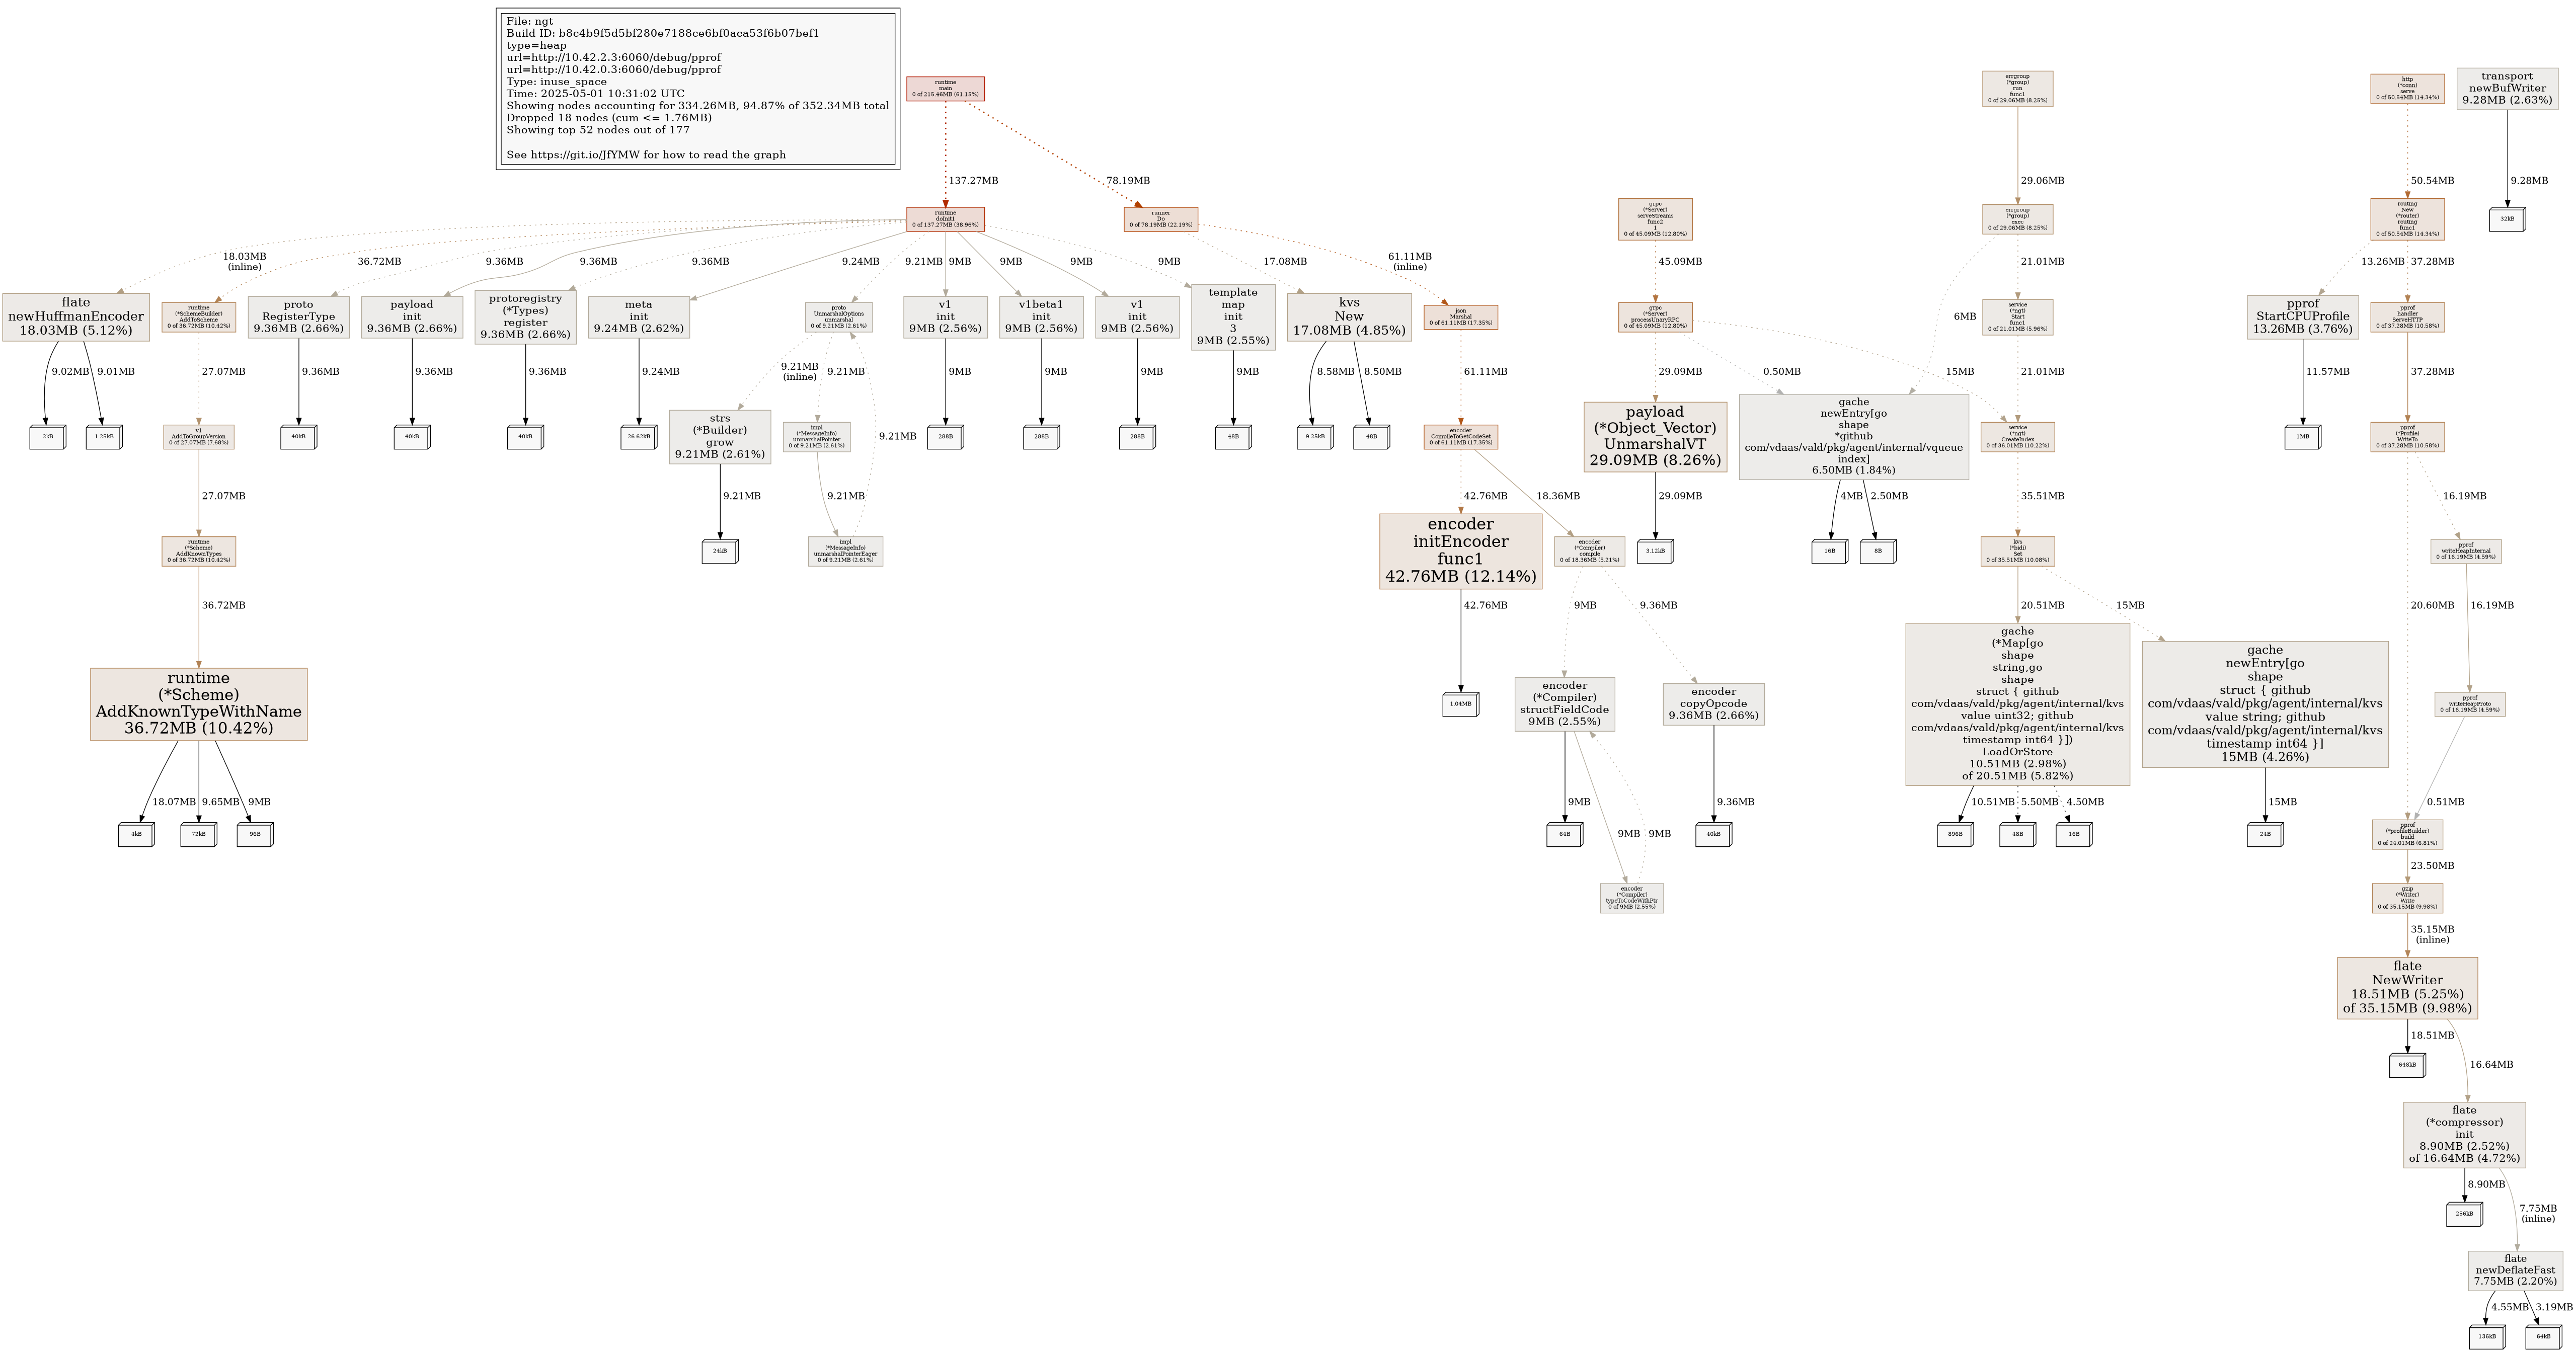 File: ngt
Build ID: b8c4b9f5d5bf280e7188ce6bf0aca53f6b07bef1
type=heap
url=http://10.42.2.3:6060/debug/pprof
url=http://10.42.0.3:6060/debug/pprof
Type: inuse_space
Time: 2025-05-01 10:31:02 UTC
Showing nodes accounting for 334.26MB, 94.87% of 352.34MB total
Dropped 18 nodes (cum <= 1.76MB)
Showing top 52 nodes out of 177
See https://git.io/JfYMW for how to read the graph
runtime
main
0 of 215.46MB (61.15%)
errgroup
(*group)
run
func1
0 of 29.06MB (8.25%)
http
(*conn)
serve
0 of 50.54MB (14.34%)
transport
newBufWriter
9.28MB (2.63%)
137.27MB
78.19MB
29.06MB
50.54MB
9.28MB
runtime
doInit1
0 of 137.27MB (38.96%)
runner
Do
0 of 78.19MB (22.19%)
grpc
(*Server)
serveStreams
func2
1
0 of 45.09MB (12.80%)
errgroup
(*group)
exec
0 of 29.06MB (8.25%)
routing
New
(*router)
routing
func1
0 of 50.54MB (14.34%)
32kB
18.03MB
(inline)
36.72MB
9.36MB
9.36MB
9.36MB
9.24MB
9.21MB
9MB
9MB
9MB
9MB
17.08MB
61.11MB
(inline)
45.09MB
21.01MB
13.26MB
37.28MB
flate
newHuffmanEncoder
18.03MB (5.12%)
runtime
(*SchemeBuilder)
AddToScheme
0 of 36.72MB (10.42%)
proto
RegisterType
9.36MB (2.66%)
payload
init
9.36MB (2.66%)
protoregistry
(*Types)
register
9.36MB (2.66%)
meta
init
9.24MB (2.62%)
proto
UnmarshalOptions
unmarshal
0 of 9.21MB (2.61%)
v1
init
9MB (2.56%)
v1beta1
init
9MB (2.56%)
v1
init
9MB (2.56%)
template
map
init
3
9MB (2.55%)
kvs
New
17.08MB (4.85%)
json
Marshal
0 of 61.11MB (17.35%)
grpc
(*Server)
processUnaryRPC
0 of 45.09MB (12.80%)
6MB
service
(*ngt)
Start
func1
0 of 21.01MB (5.96%)
pprof
StartCPUProfile
13.26MB (3.76%)
pprof
handler
ServeHTTP
0 of 37.28MB (10.58%)
9.02MB
9.01MB
27.07MB
9.36MB
9.36MB
9.36MB
9.24MB
9.21MB
(inline)
9.21MB
9.21MB
9MB
9MB
9MB
9MB
8.58MB
8.50MB
61.11MB
29.09MB
0.50MB
15MB
21.01MB
11.57MB
37.28MB
2kB
1.25kB
v1
AddToGroupVersion
0 of 27.07MB (7.68%)
40kB
40kB
40kB
26.62kB
strs
(*Builder)
grow
9.21MB (2.61%)
impl
(*MessageInfo)
unmarshalPointer
0 of 9.21MB (2.61%)
288B
288B
288B
48B
9.25kB
48B
encoder
CompileToGetCodeSet
0 of 61.11MB (17.35%)
payload
(*Object_Vector)
UnmarshalVT
29.09MB (8.26%)
gache
newEntry[go
shape
*github
com/vdaas/vald/pkg/agent/internal/vqueue
index]
6.50MB (1.84%)
service
(*ngt)
CreateIndex
0 of 36.01MB (10.22%)
1MB
pprof
(*Profile)
WriteTo
0 of 37.28MB (10.58%)
27.07MB
9.21MB
9.21MB
42.76MB
18.36MB
29.09MB
4MB
2.50MB
35.51MB
16.19MB
runtime
(*Scheme)
AddKnownTypes
0 of 36.72MB (10.42%)
24kB
impl
(*MessageInfo)
unmarshalPointerEager
0 of 9.21MB (2.61%)
encoder
initEncoder
func1
42.76MB (12.14%)
encoder
(*Compiler)
compile
0 of 18.36MB (5.21%)
3.12kB
16B
8B
kvs
(*bidi)
Set
0 of 35.51MB (10.08%)
pprof
writeHeapInternal
0 of 16.19MB (4.59%)
36.72MB
42.76MB
9MB
9.36MB
20.51MB
15MB
20.60MB
16.19MB
runtime
(*Scheme)
AddKnownTypeWithName
36.72MB (10.42%)
1.04MB
encoder
(*Compiler)
structFieldCode
9MB (2.55%)
encoder
copyOpcode
9.36MB (2.66%)
gache
(*Map[go
shape
string,go
shape
struct { github
com/vdaas/vald/pkg/agent/internal/kvs
value uint32; github
com/vdaas/vald/pkg/agent/internal/kvs
timestamp int64 }])
LoadOrStore
10.51MB (2.98%)
of 20.51MB (5.82%)
gache
newEntry[go
shape
struct { github
com/vdaas/vald/pkg/agent/internal/kvs
value string; github
com/vdaas/vald/pkg/agent/internal/kvs
timestamp int64 }]
15MB (4.26%)
pprof
writeHeapProto
0 of 16.19MB (4.59%)
18.07MB
9.65MB
9MB
9MB
9MB
9MB
9.36MB
10.51MB
5.50MB
4.50MB
15MB
0.51MB
4kB
72kB
96B
64B
40kB
896B
48B
16B
24B
pprof
(*profileBuilder)
build
0 of 24.01MB (6.81%)
23.50MB
encoder
(*Compiler)
typeToCodeWithPtr
0 of 9MB (2.55%)
gzip
(*Writer)
Write
0 of 35.15MB (9.98%)
35.15MB
(inline)
flate
NewWriter
18.51MB (5.25%)
of 35.15MB (9.98%)
18.51MB
16.64MB
648kB
flate
(*compressor)
init
8.90MB (2.52%)
of 16.64MB (4.72%)
8.90MB
7.75MB
(inline)
256kB
flate
newDeflateFast
7.75MB (2.20%)
4.55MB
3.19MB
136kB
64kB